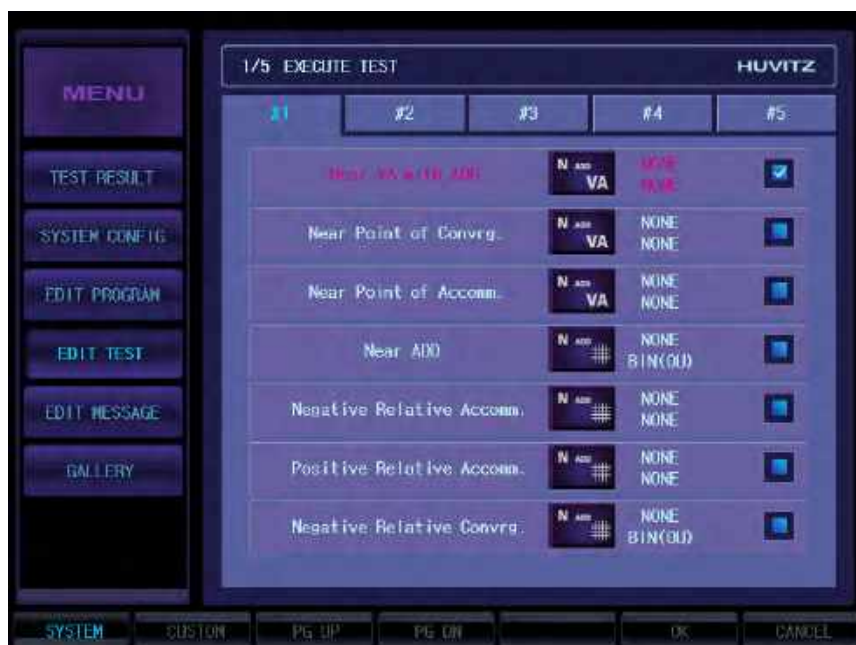 1/5 EXECUTE TEST
HUVITZ
MENU
#1 #2 #3 #4 #5
TEST RESULT
SYSTEM CONFIG
EDIT PROGRAM
EDIT TEST
EDIT MESSAGE
GALLERY
Near VA with ADD N ADD VA NONE NONE
Near Point of Convrg. N ADD VA NONE NONE
Near Point of Accomm. N ADD VA NONE NONE
Near ADD N ADD NONE BIN(OU)
Negative Relative Accomm. N ADD NONE NONE
Positive Relative Accomm. N ADD NONE NONE
Negative Relative Convrg. N ADD NONE BIN(OU)
SYSTEM CUSTOM PG UP PG DN OK CANCEL